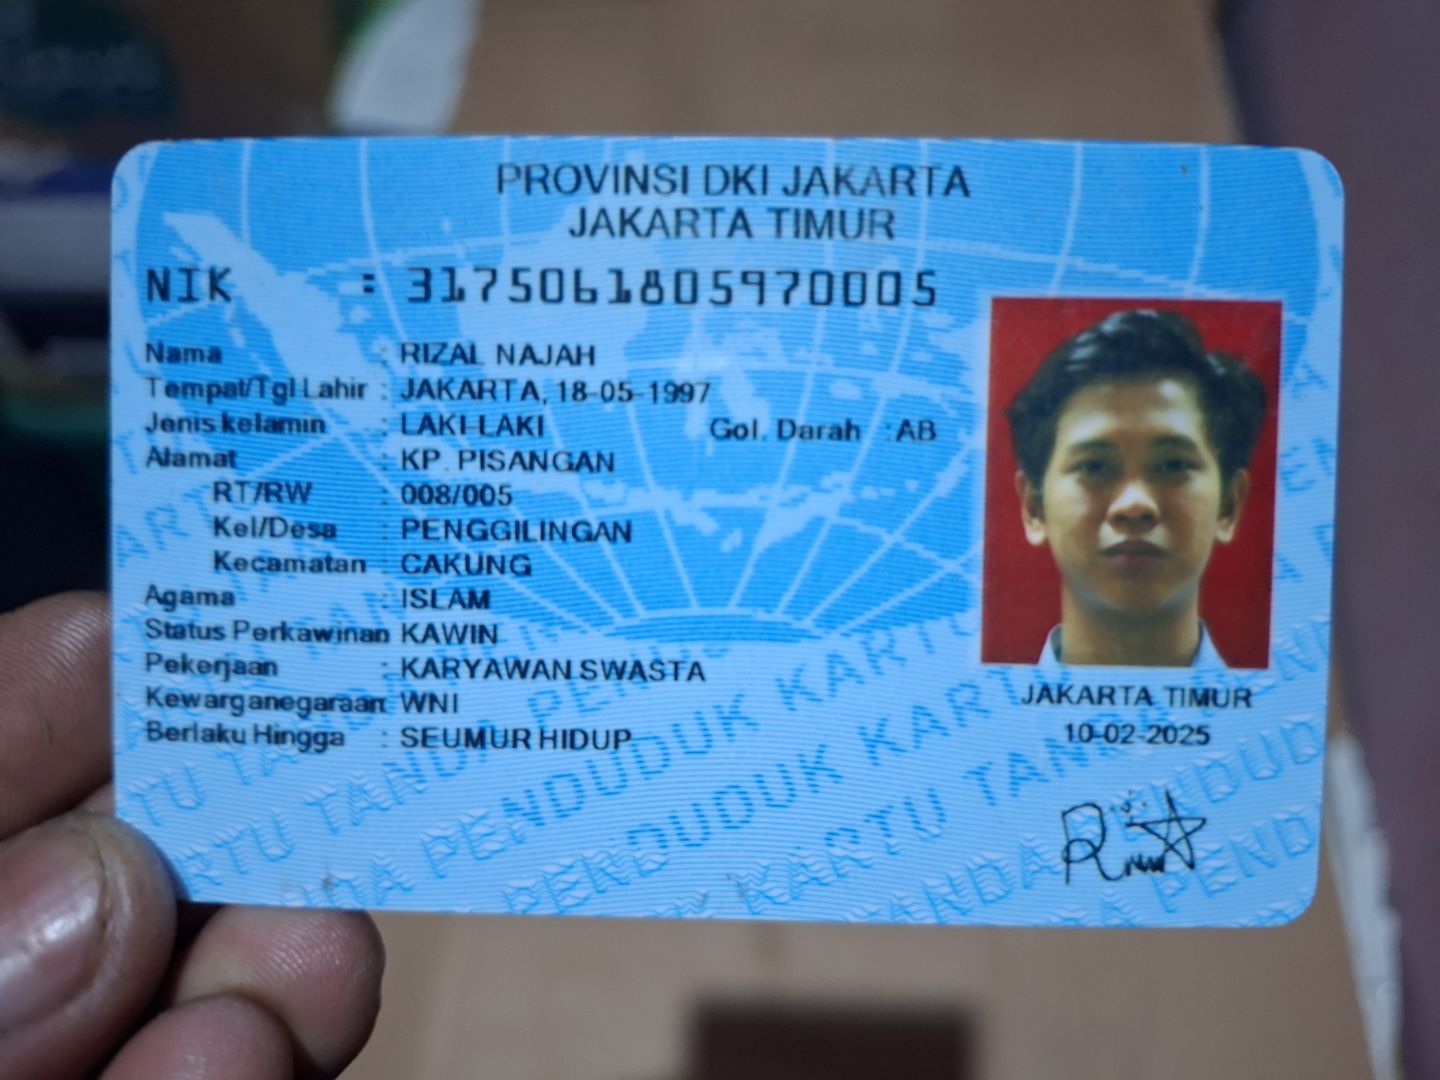 PROVINSI DKI JAKARTA
JAKARTA TIMUR
NIK : 3175061805970005
Nama : RIZAL NAJAH
Tempat/Tgl Lahir : JAKARTA, 18-05-1997
Jenis kelamin : LAKI-LAKI Gol. Darah : AB
Alamat : KP. PISANGAN
RT/RW : 008/005
Kel/Desa : PENGGILINGAN
Kecamatan : CAKUNG
Agama : ISLAM
Status Perkawinan KAWIN
Pekerjaan : KARYAWAN SWASTA
Kewarganegaraan: WNI
Berlaku Hingga : SEUMUR HIDUP
JAKARTA TIMUR
10-02-2025